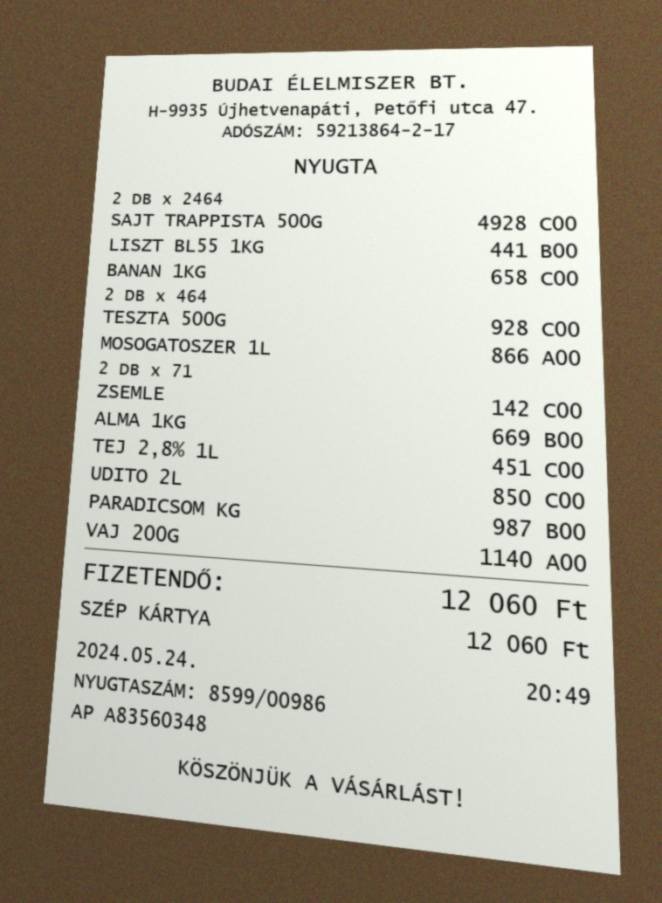 BUDAI ÉLELMISZER BT.
H-9935 Újhetvenapáti, Petőfi utca 47.
ADÓSZÁM: 59213864-2-17
NYUGTA
2 DB x 2464
SAJT TRAPPISTA 500G 4928 C00
LISZT BL55 1KG 441 B00
BANAN 1KG 658 C00
2 DB x 464
TESZTA 500G 928 C00
MOSOGATOSZER 1L 866 A00
2 DB x 71
ZSEMLE 142 C00
ALMA 1KG 669 B00
TEJ 2,8% 1L 451 C00
UDITO 2L 850 C00
PARADICSOM KG 987 B00
VAJ 200G 1140 A00
FIZETENDŐ: 12 060 Ft
SZÉP KÁRTYA 12 060 Ft
2024.05.24. 20:49
NYUGTASZÁM: 8599/00986
AP A83560348
KÖSZÖNJÜK A VÁSÁRLÁST!